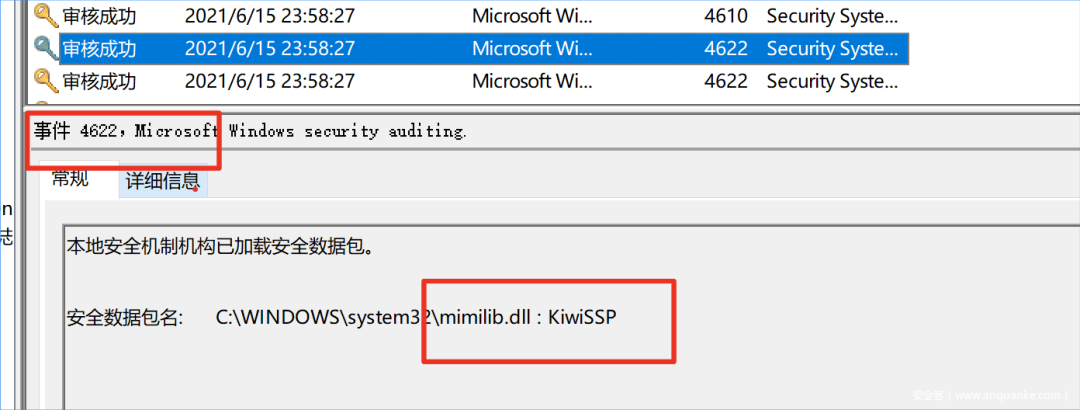 审核成功 2021/6/15 23:58:27 Microsoft Wi... 4610 Security Syste...
审核成功 2021/6/15 23:58:27 Microsoft Wi... 4622 Security Syste...
审核成功 2021/6/15 23:58:27 Microsoft Wi... 4622 Security Syste...
事件 4622，Microsoft Windows security auditing.
常规 详细信息
n
志
本地安全机制机构已加载安全数据包。
安全数据包名: C:\WINDOWS\system32\mimilib.dll : KiwiSSP
安全客（www.anquanke.com）